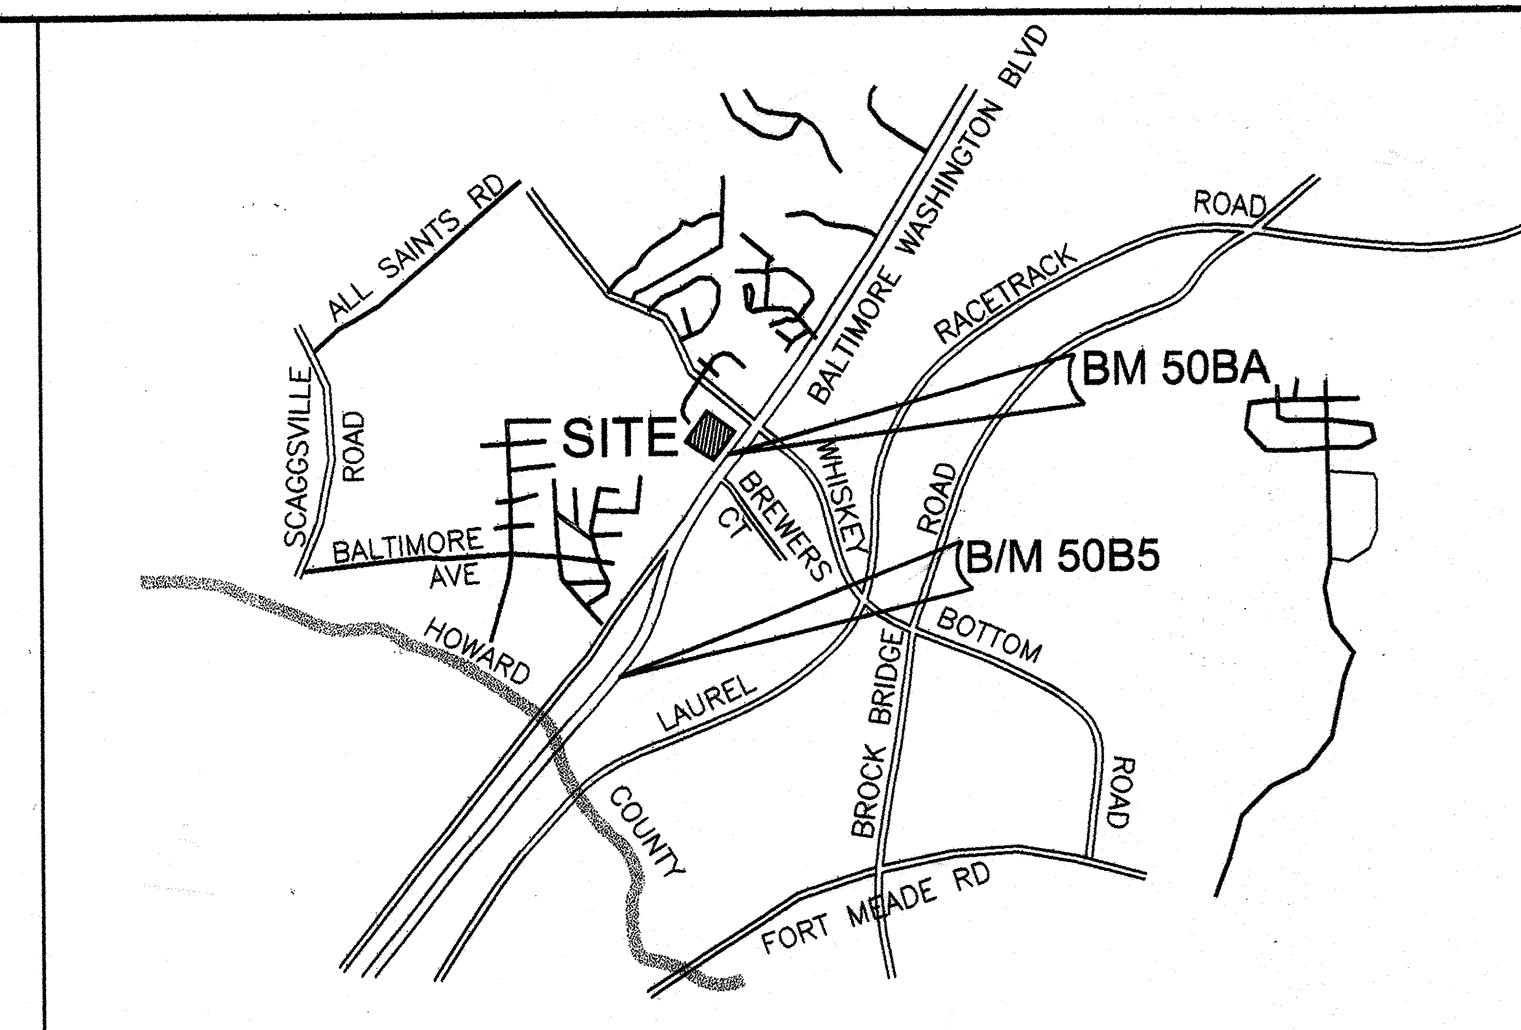 BALTIMORE WASHINGTON BLVD
ALL SAINTS RD
ROAD
RACETRACK
BM 50BA
SCAGGSVILLE
ROAD
SITE
WHISKEY
ROAD
BREWERS
CT
BALTIMORE
AVE
B/M 50B5
HOWARD
BOTTOM
LAUREL
BROCK BRIDGE
ROAD
COUNTY
FORT MEADE RD